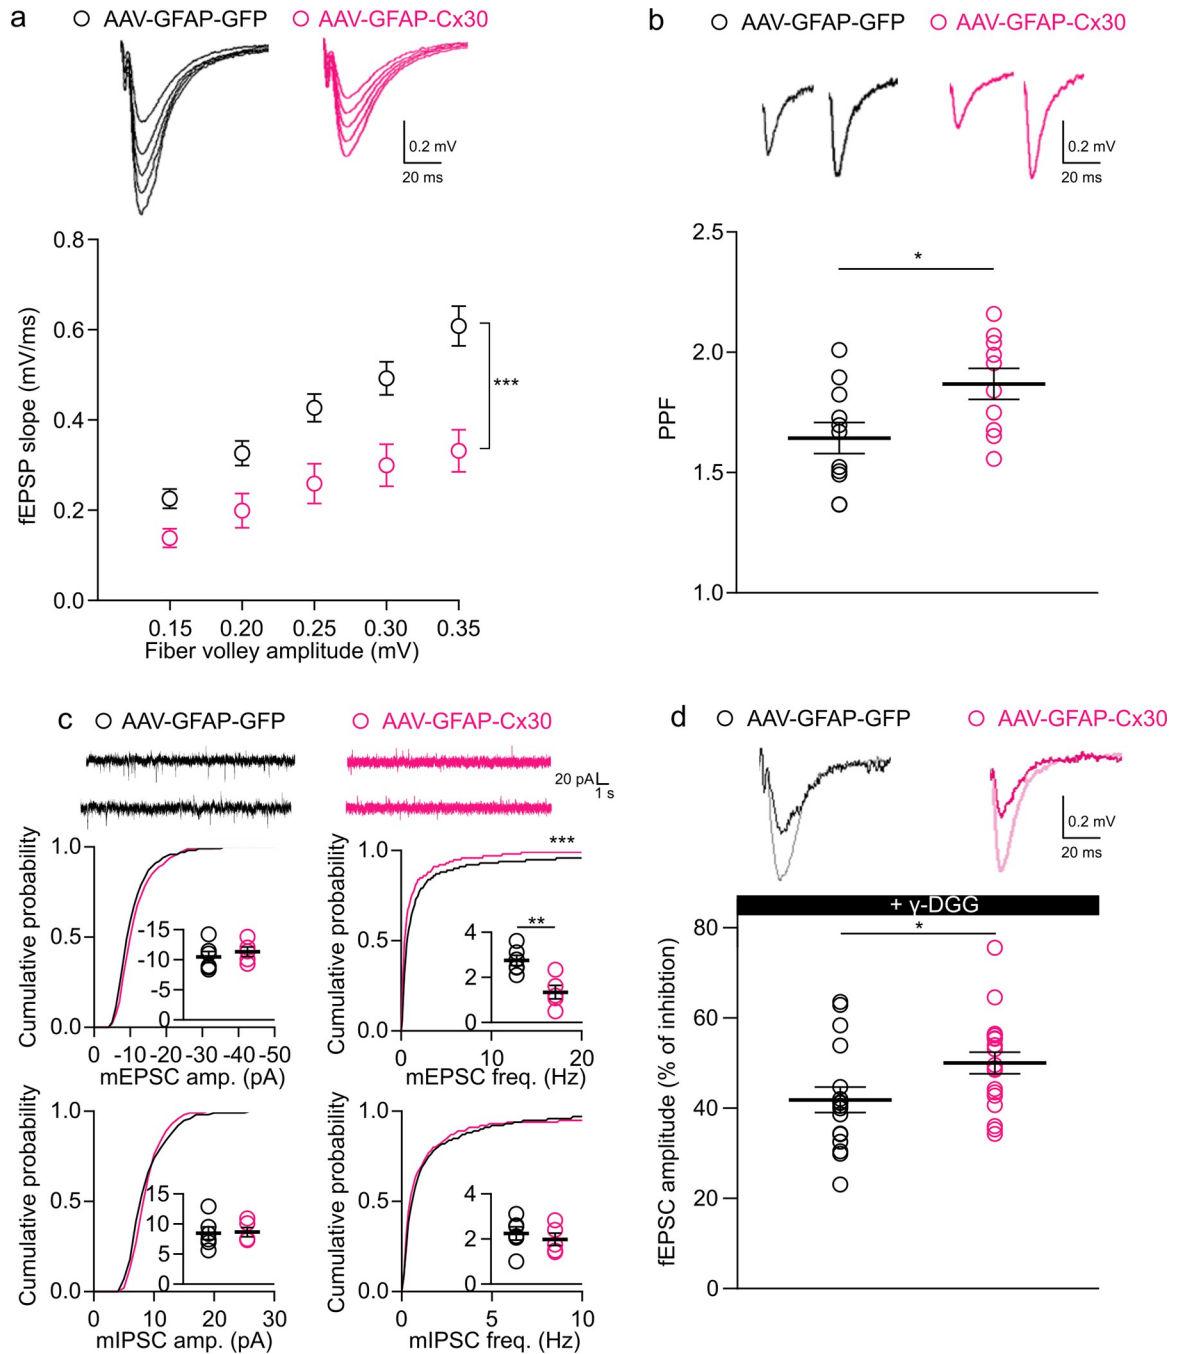 a
AAV-GFAP-GFP
AAV-GFAP-Cx30
0.2 mV
20 ms
0.8
0.6
0.4
0.2
0.0
fEPSP slope (mV/ms)
***
0.15 0.20 0.25 0.30 0.35
Fiber volley amplitude (mV)
b
AAV-GFAP-GFP
AAV-GFAP-Cx30
0.2 mV
20 ms
2.5
2.0
1.5
1.0
PPF
*
c
AAV-GFAP-GFP
AAV-GFAP-Cx30
20 pA
1 s
Cumulative probability
1.0
0.5
0.0
-15
-10
-5
0
0 -10 -20 -30 -40 -50
mEPSC amp. (pA)
Cumulative probability
1.0
0.5
0.0
***
**
4
2
0
0 10 20
mEPSC freq. (Hz)
Cumulative probability
1.0
0.5
0.0
15
10
5
0
0 10 20 30
mIPSC amp. (pA)
Cumulative probability
1.0
0.5
0.0
4
2
0
0 5 10
mIPSC freq. (Hz)
d
AAV-GFAP-GFP
AAV-GFAP-Cx30
0.2 mV
20 ms
+ γ-DGG
*
80
60
40
20
0
fEPSC amplitude (% of inhibtion)